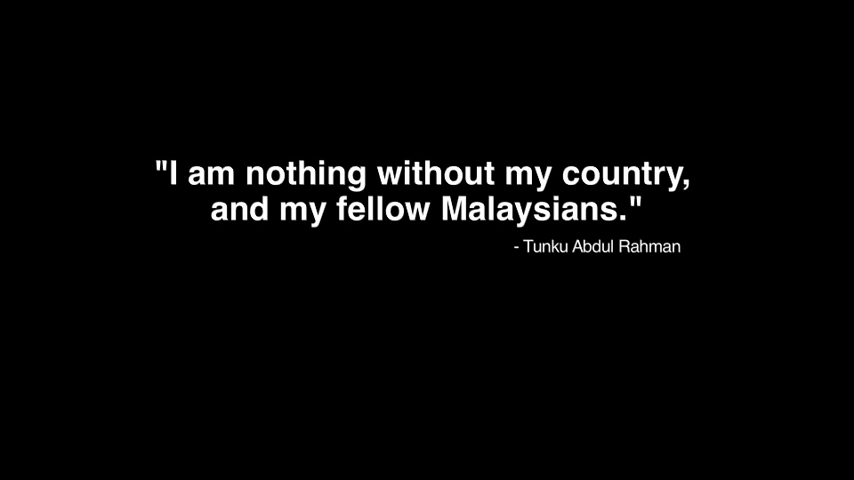 "I am nothing without my country,
and my fellow Malaysians."
- Tunku Abdul Rahman